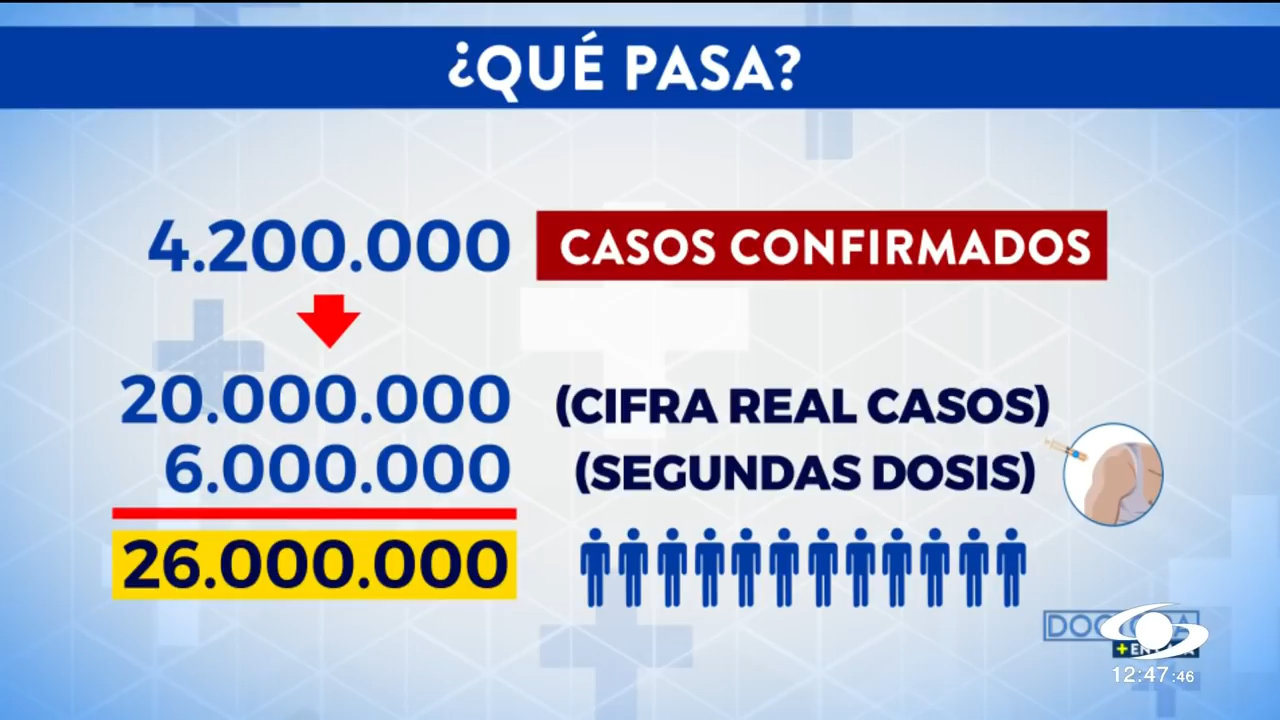 ¿QUÉ PASA?
4.200.000 CASOS CONFIRMADOS
20.000.000 (CIFRA REAL CASOS)
6.000.000 (SEGUNDAS DOSIS)
26.000.000
12:47:46